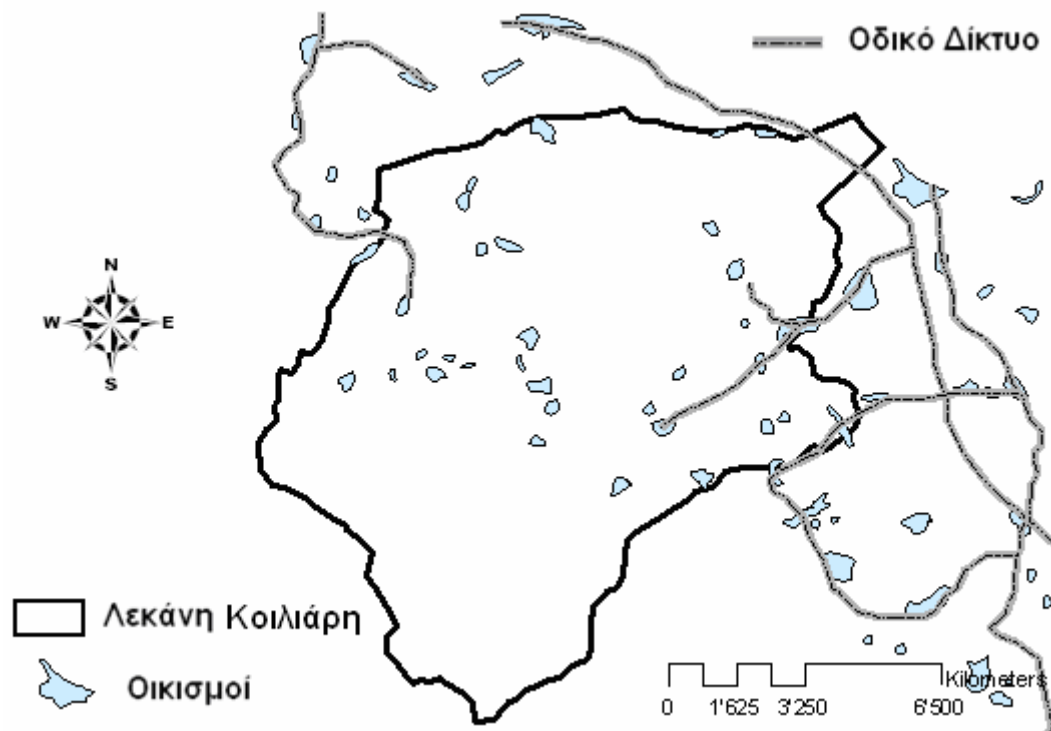 Οδικό Δίκτυο
N
W E
S
Λεκάνη Κοιλιάρη
Οικισμοί
Kilometers
0 1'625 3'250 6'500